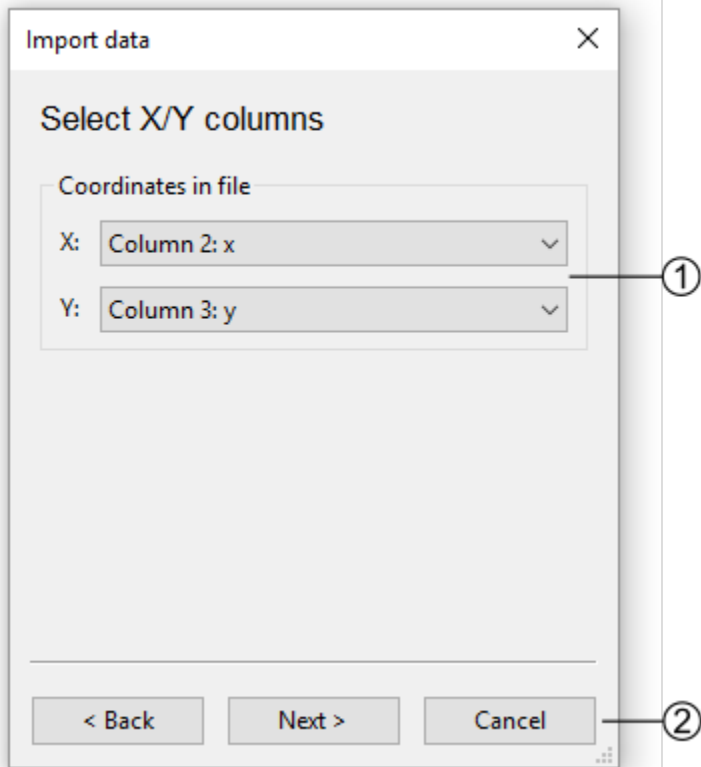 Import data
Select X/Y columns
Coordinates in file
X: Column 2: x
1
Y: Column 3: y
< Back Next > Cancel 2